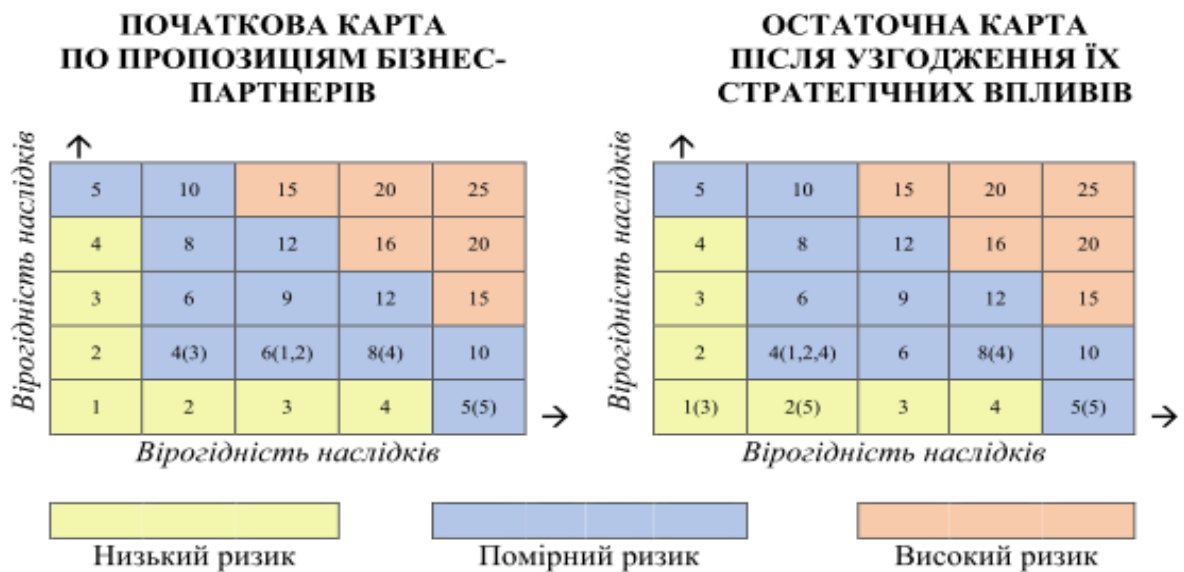 ПОЧАТКОВА КАРТА
ПО ПРОПОЗИЦІЯМ БІЗНЕС-
ПАРТНЕРІВ
Вірогідність наслідків
↑
5 10 15 20 25
4 8 12 16 20
3 6 9 12 15
2 4(3) 6(1,2) 8(4) 10
1 2 3 4 5(5) →
Вірогідність наслідків
ОСТАТОЧНА КАРТА
ПІСЛЯ УЗГОДЖЕННЯ ЇХ
СТРАТЕГІЧНИХ ВПЛИВІВ
Вірогідність наслідків
↑
5 10 15 20 25
4 8 12 16 20
3 6 9 12 15
2 4(1,2,4) 6 8(4) 10
1(3) 2(5) 3 4 5(5) →
Вірогідність наслідків
Низький ризик
Помірний ризик
Високий ризик